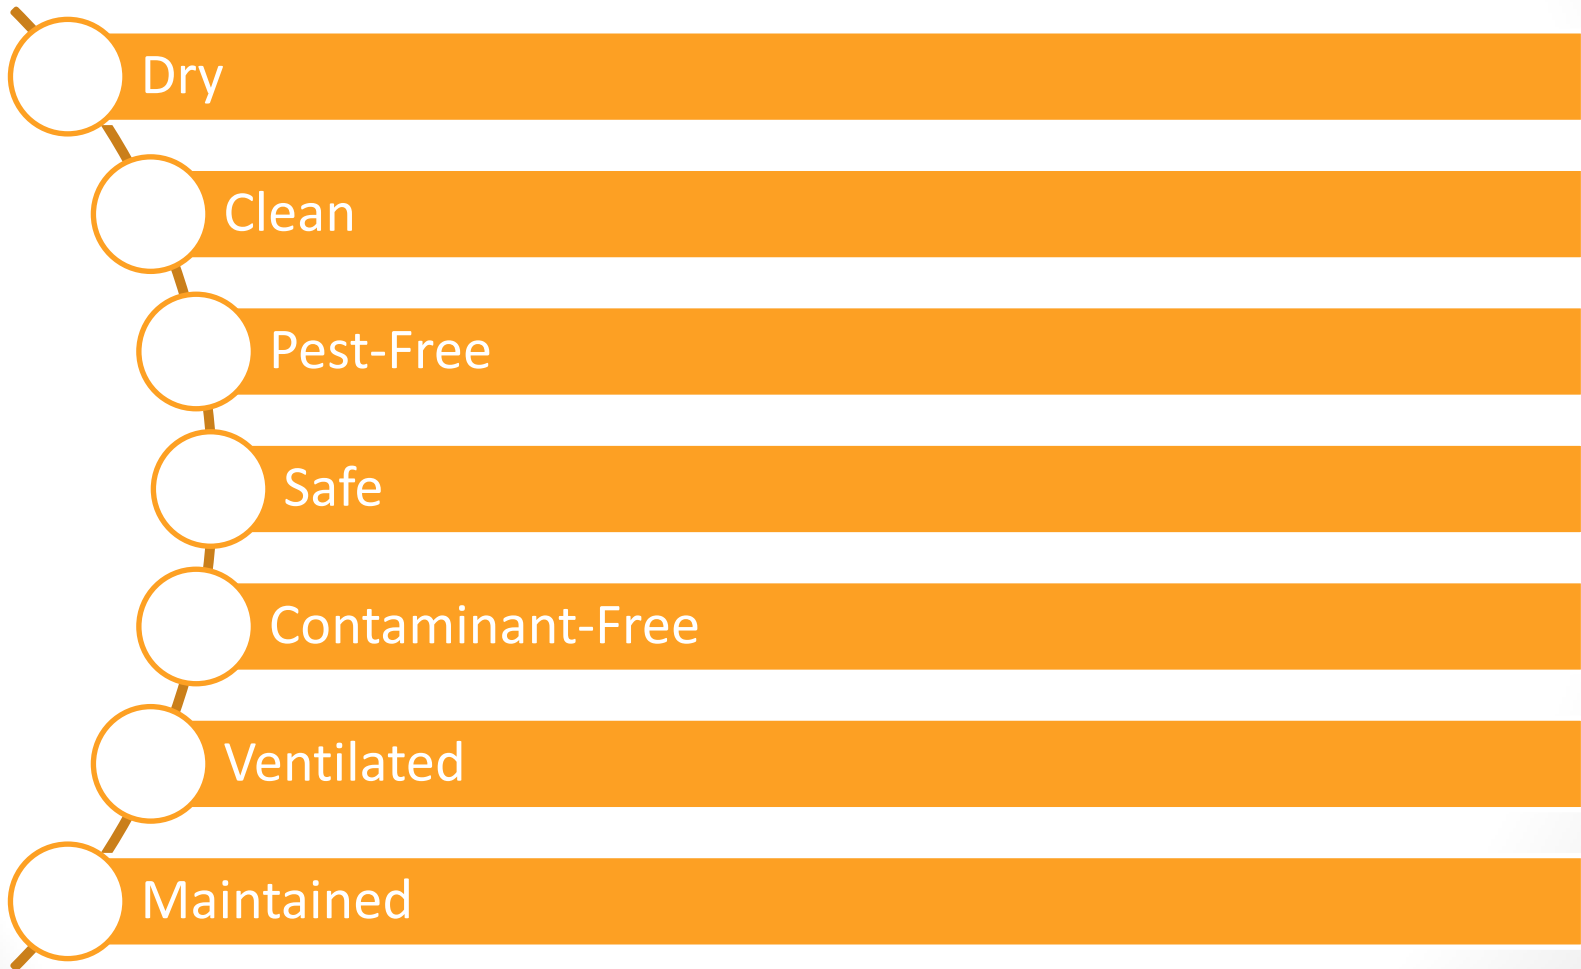 Dry
Clean
Pest-Free
Safe
Contaminant-Free
Ventilated
Maintained